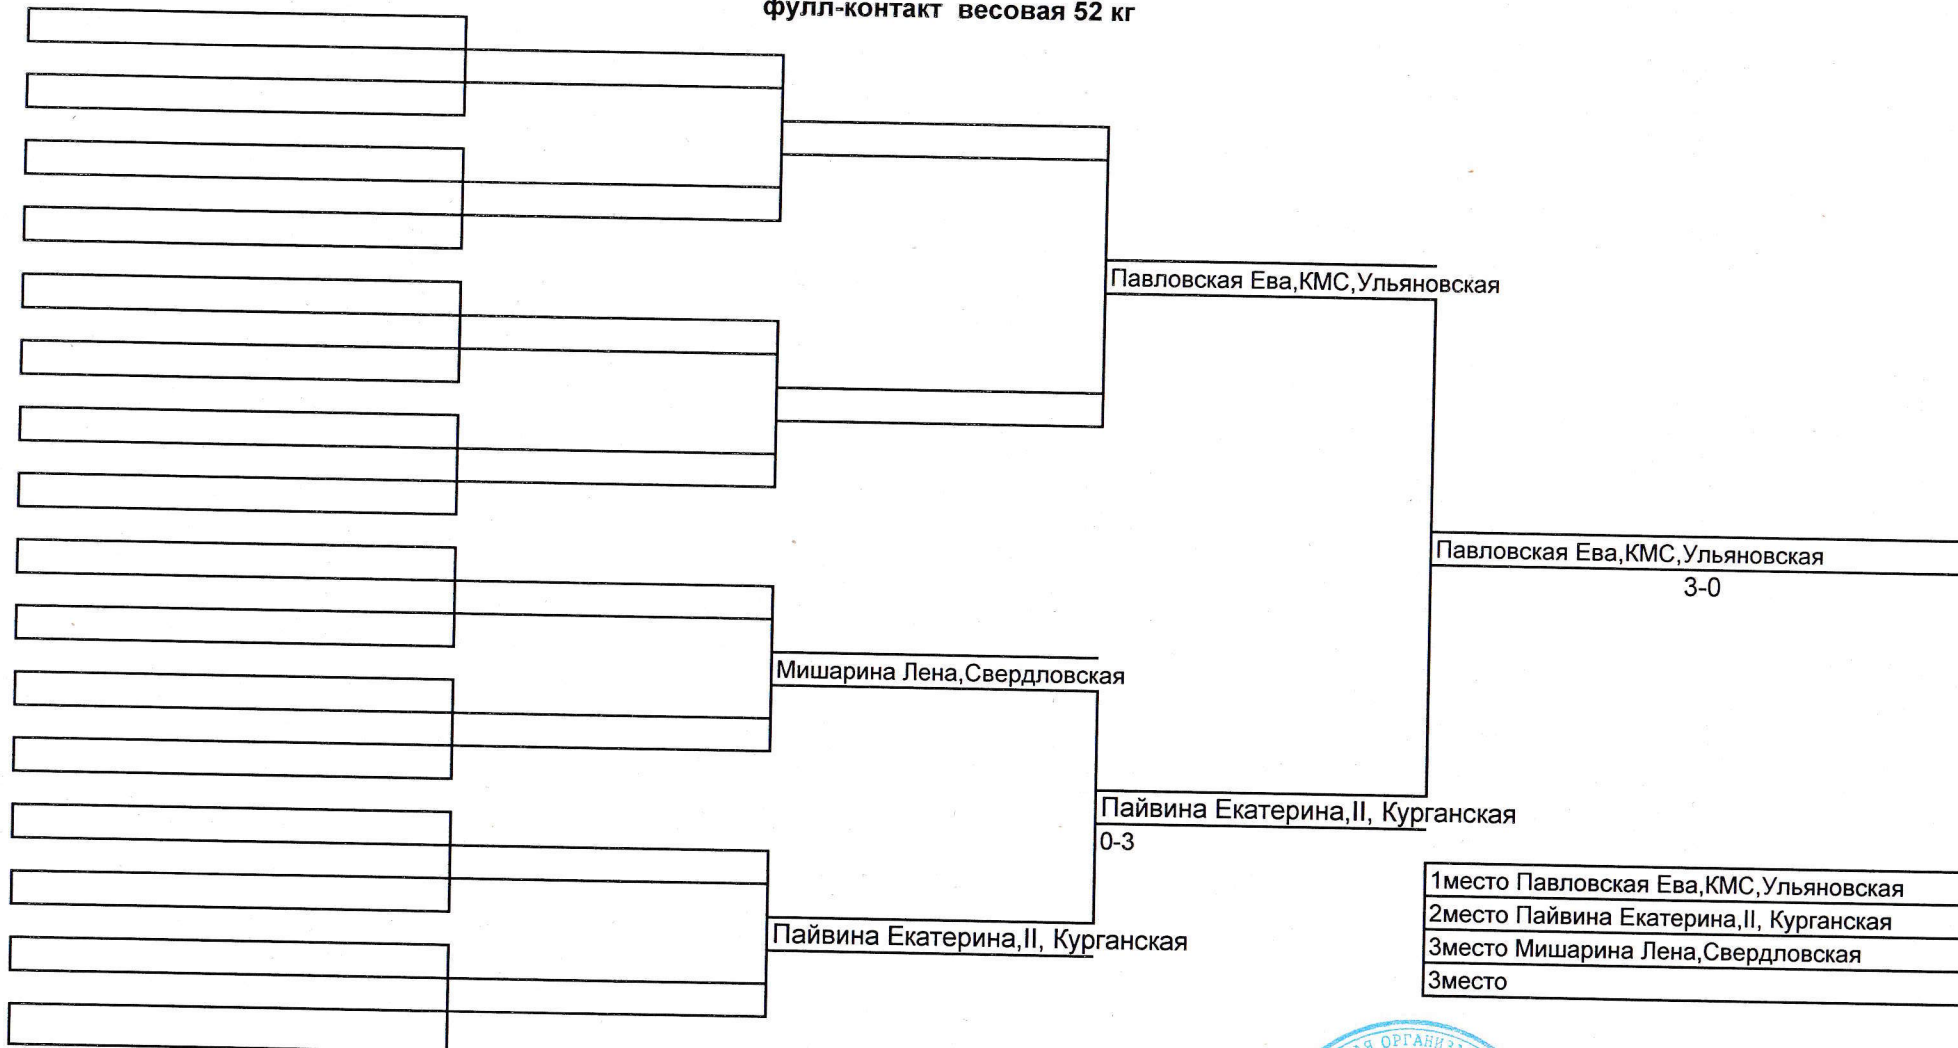 фулл-контакт весовая 52 кг
Павловская Ева,КМС,Ульяновская
Павловская Ева,КМС,Ульяновская
3-0
Мишарина Лена,Свердловская
Пайвина Екатерина,II, Курганская
0-3
Пайвина Екатерина,II, Курганская
1место Павловская Ева,КМС,Ульяновская
2место Пайвина Екатерина,II, Курганская
3место Мишарина Лена,Свердловская
3место